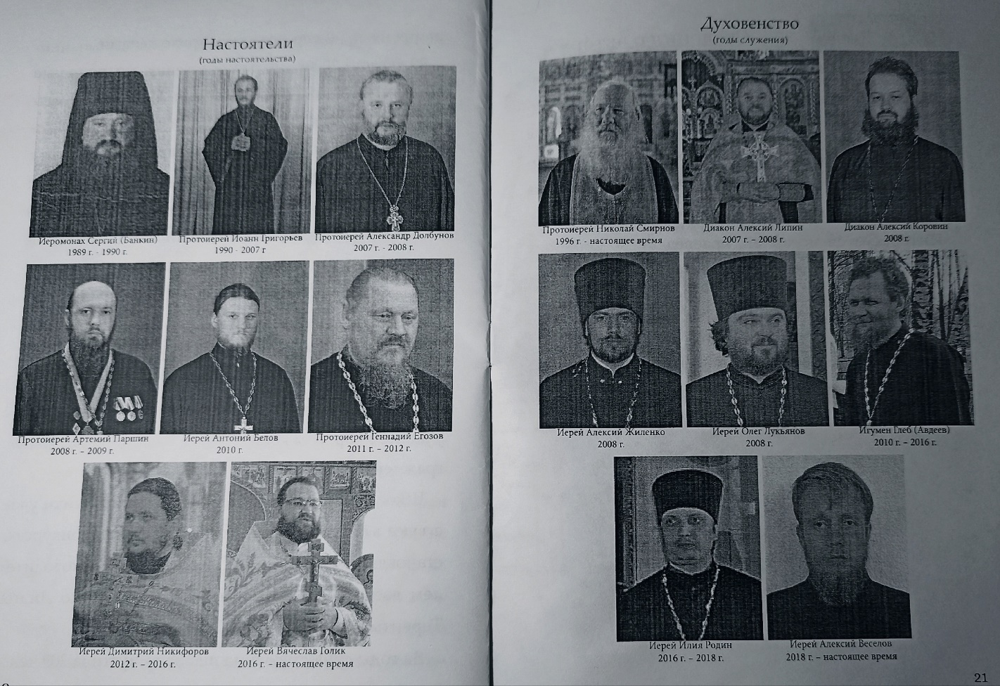 Настоятели
(годы настоятельства)
Иеромонах Сергий (Банкин)
1989 г. - 1990 г.
Протоиерей Иоанн Григорьев
1990 - 2007 г
Протоиерей Александр Долбунов
2007 г. - 2008 г.
Протоиерей Артемий Паршин
2008 г. – 2009 г.
Иерей Антоний Белов
2010 г.
Протоиерей Геннадий Егозов
2011 г. – 2012 г.
Иерей Димитрий Никифоров
2012 г. – 2016 г.
Иерей Вячеслав Голик
2016 г. – настоящее время
Духовенство
(годы служения)
Протоиерей Николай Смирнов
1996 г. - настоящее время
Диакон Алексий Липин
2007 г. – 2008 г.
Диакон Алексий Коровин
2008 г.
Иерей Алексий Жиленко
2008 г.
Иерей Олег Лукьянов
2008 г.
Игумен Глеб (Авдеев)
2010 г. – 2016 г.
Иерей Илия Родин
2016 г. – 2018 г.
Иерей Алексий Веселов
2018 г. – настоящее время
21